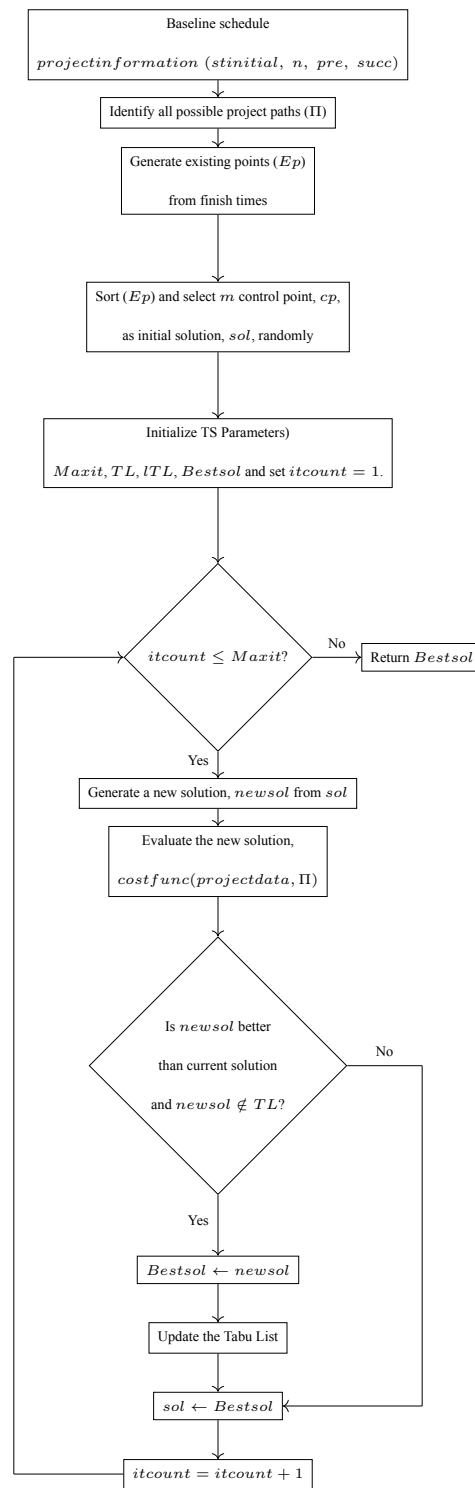 Baseline schedule
projectinformation (stinitial, n, pre, succ)
Identify all possible project paths (Π)
Generate existing points (Ep)
from finish times
Sort (Ep) and select m control point, cp,
as initial solution, sol, randomly
Initialize TS Parameters)
Maxit, TL, lTL, Bestsol and set itcount = 1.
itcount ≤ Maxit?
No
Return Bestsol
Yes
Generate a new solution, newsol from sol
Evaluate the new solution,
costfunc(projectdata, Π)
Is newsol better
than current solution
and newsol ∉ TL?
No
Yes
Bestsol ← newsol
Update the Tabu List
sol ← Bestsol
itcount = itcount + 1